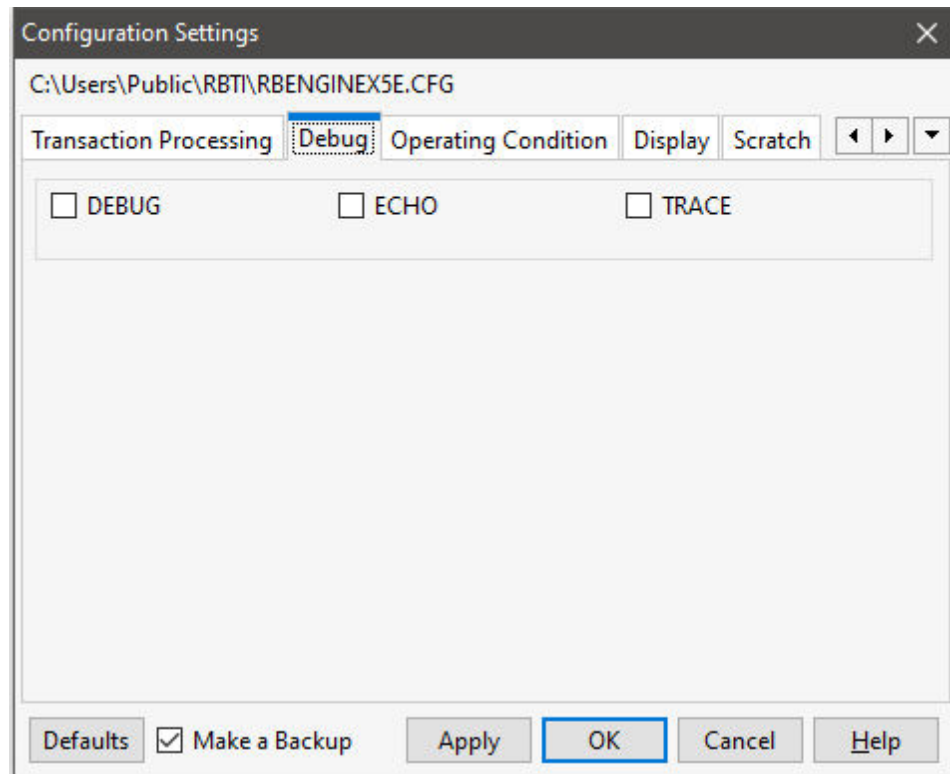 Configuration Settings
C:\Users\Public\RBTI\RBENGINEX5E.CFG
Transaction Processing Debug Operating Condition Display Scratch
DEBUG ECHO TRACE
Defaults Make a Backup Apply OK Cancel Help